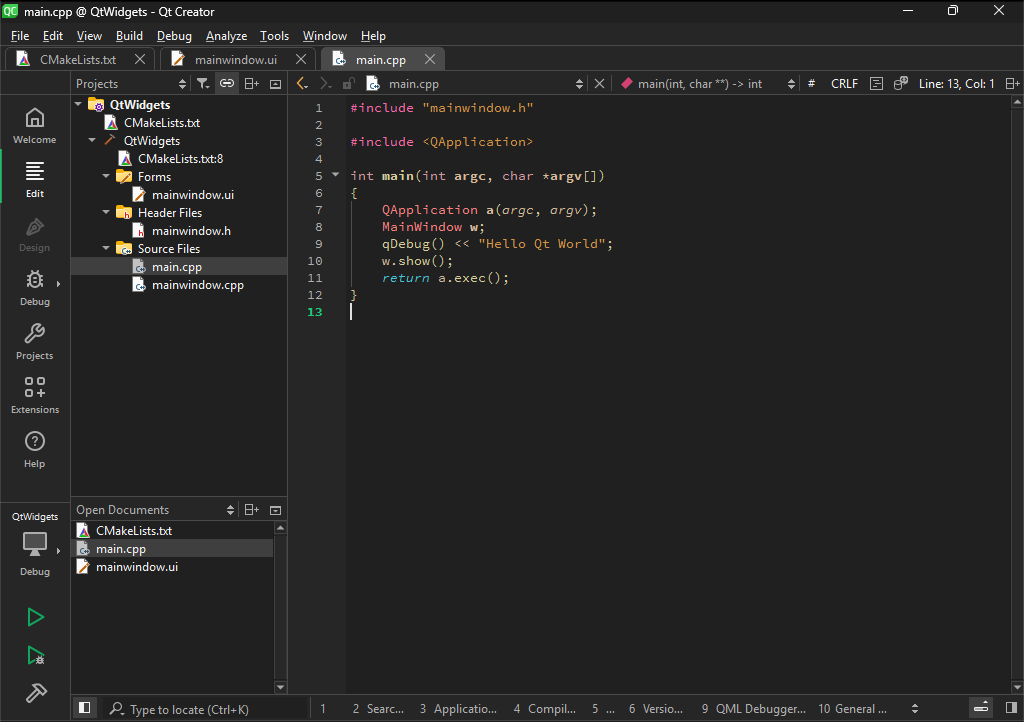 main.cpp @ QtWidgets - Qt Creator
File Edit View Build Debug Analyze Tools Window Help
CMakeLists.txt mainwindow.ui main.cpp
Projects main.cpp main(int, char **) -> int # CRLF Line: 13, Col: 1
Welcome
Edit
Design
Debug
Projects
Extensions
Help
QtWidgets
Debug
QtWidgets
CMakeLists.txt
QtWidgets
CMakeLists.txt:8
Forms
mainwindow.ui
Header Files
mainwindow.h
Source Files
main.cpp
mainwindow.cpp
Open Documents
CMakeLists.txt
main.cpp
mainwindow.ui
1 #include "mainwindow.h"
2
3 #include <QApplication>
4
5 int main(int argc, char *argv[])
6 {
7 QApplication a(argc, argv);
8 MainWindow w;
9 qDebug() << "Hello Qt World";
10 w.show();
11 return a.exec();
12 }
13
Type to locate (Ctrl+K) 1 2 Searc... 3 Applicatio... 4 Compil... 5 ... 6 Versio... 9 QML Debugger... 10 General ...